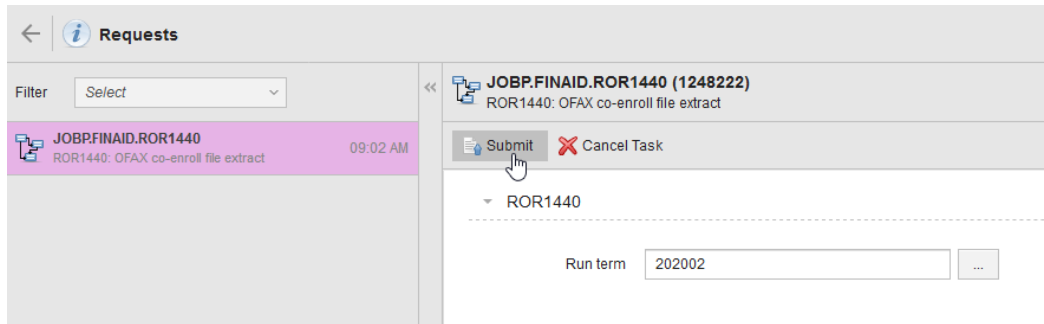 Requests
Filter Select
JOBP.FINAID.ROR1440
ROR1440: OFAX co-enroll file extract
09:02 AM
JOBP.FINAID.ROR1440 (1248222)
ROR1440: OFAX co-enroll file extract
Submit Cancel Task
ROR1440
Run term 202002 ...